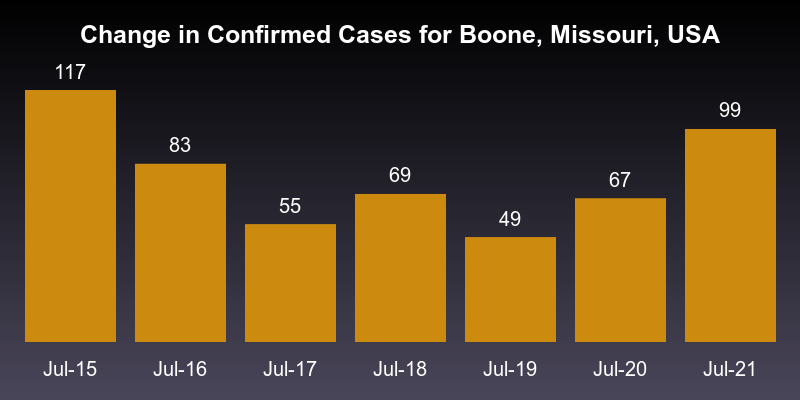 Change in Confirmed Cases for Boone, Missouri, USA
117
83
55
69
49
67
99
Jul-15
Jul-16
Jul-17
Jul-18
Jul-19
Jul-20
Jul-21